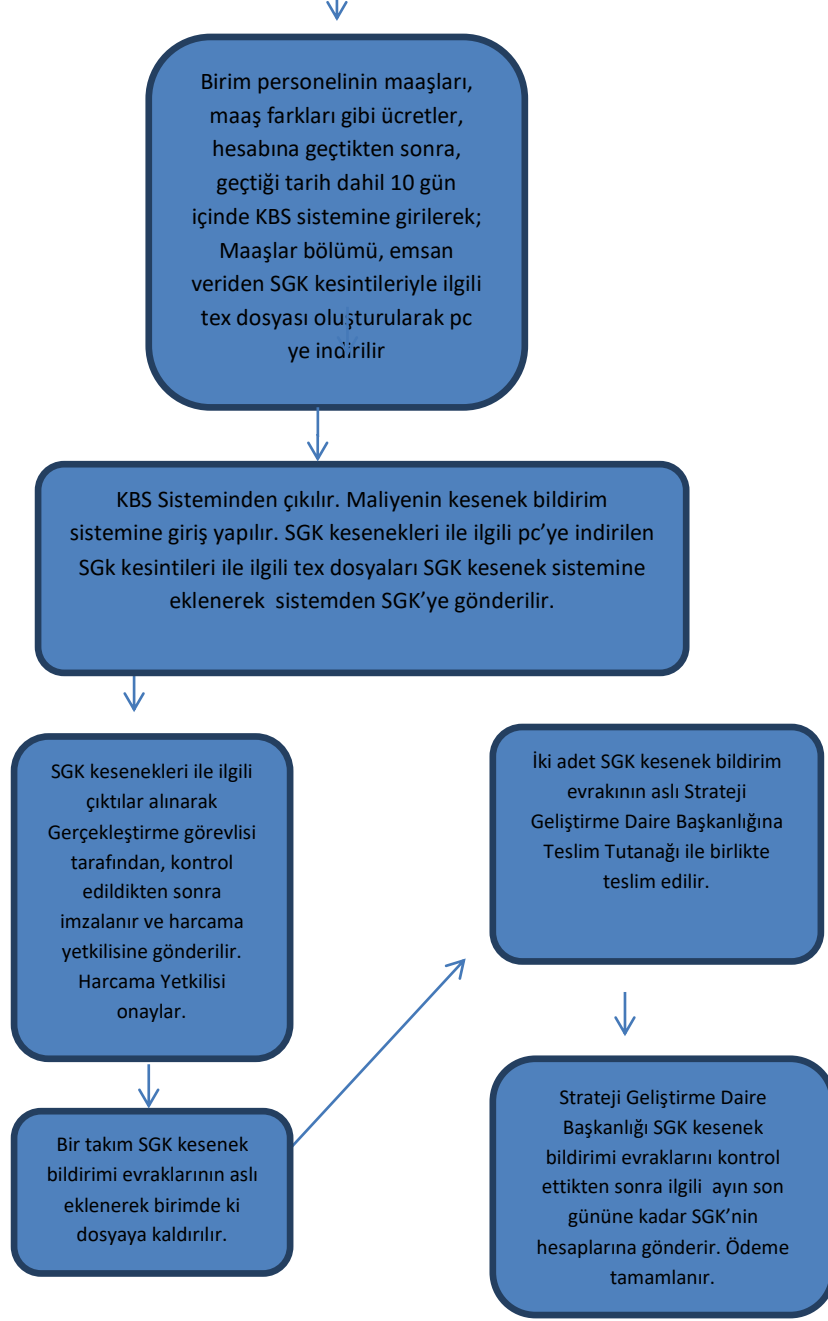 Birim personelinin maaşları,
maaş farkları gibi ücretler,
hesabına geçtikten sonra,
geçtiği tarih dahil 10 gün
içinde KBS sistemine girilerek;
Maaşlar bölümü, emsan
veriden SGK kesintileriyle ilgili
tex dosyası oluşturularak pc
ye indirilir
KBS Sisteminden çıkılır. Maliyenin kesenek bildirim
sistemine giriş yapılır. SGK kesenekleri ile ilgili pc’ye indirilen
SGk kesintileri ile ilgili tex dosyaları SGK kesenek sistemine
eklenerek sistemden SGK’ye gönderilir.
SGK kesenekleri ile ilgili
çıktılar alınarak
Gerçekleştirme görevlisi
tarafından, kontrol
edildikten sonra
imzalanır ve harcama
yetkilisine gönderilir.
Harcama Yetkilisi
onaylar.
Bir takım SGK kesenek
bildirimi evraklarının aslı
eklenerek birimde ki
dosyaya kaldırılır.
İki adet SGK kesenek bildirim
evrakının aslı Strateji
Geliştirme Daire Başkanlığına
Teslim Tutanağı ile birlikte
teslim edilir.
Strateji Geliştirme Daire
Başkanlığı SGK kesenek
bildirimi evraklarını kontrol
ettikten sonra ilgili ayın son
gününe kadar SGK’nin
hesaplarına gönderir. Ödeme
tamamlanır.